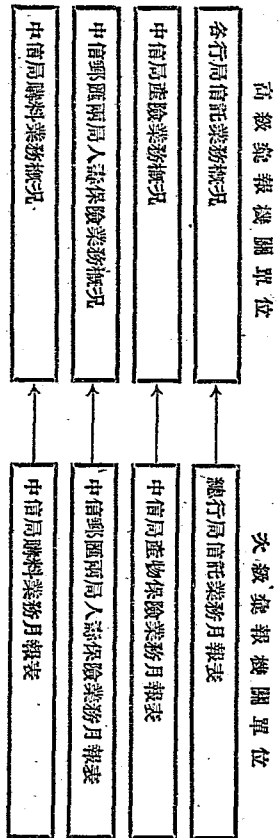 高級彙報機關單位
各行局信託業務概況
中信局產險業務概況
中信郵匯兩局人壽保險業務概況
中信局購料業務概況
次級彙報機關單位
總行局信託業務月報表
中信局產物保險業務月報表
中信郵匯兩局人壽保險業務月報表
中信局購料業務月報表